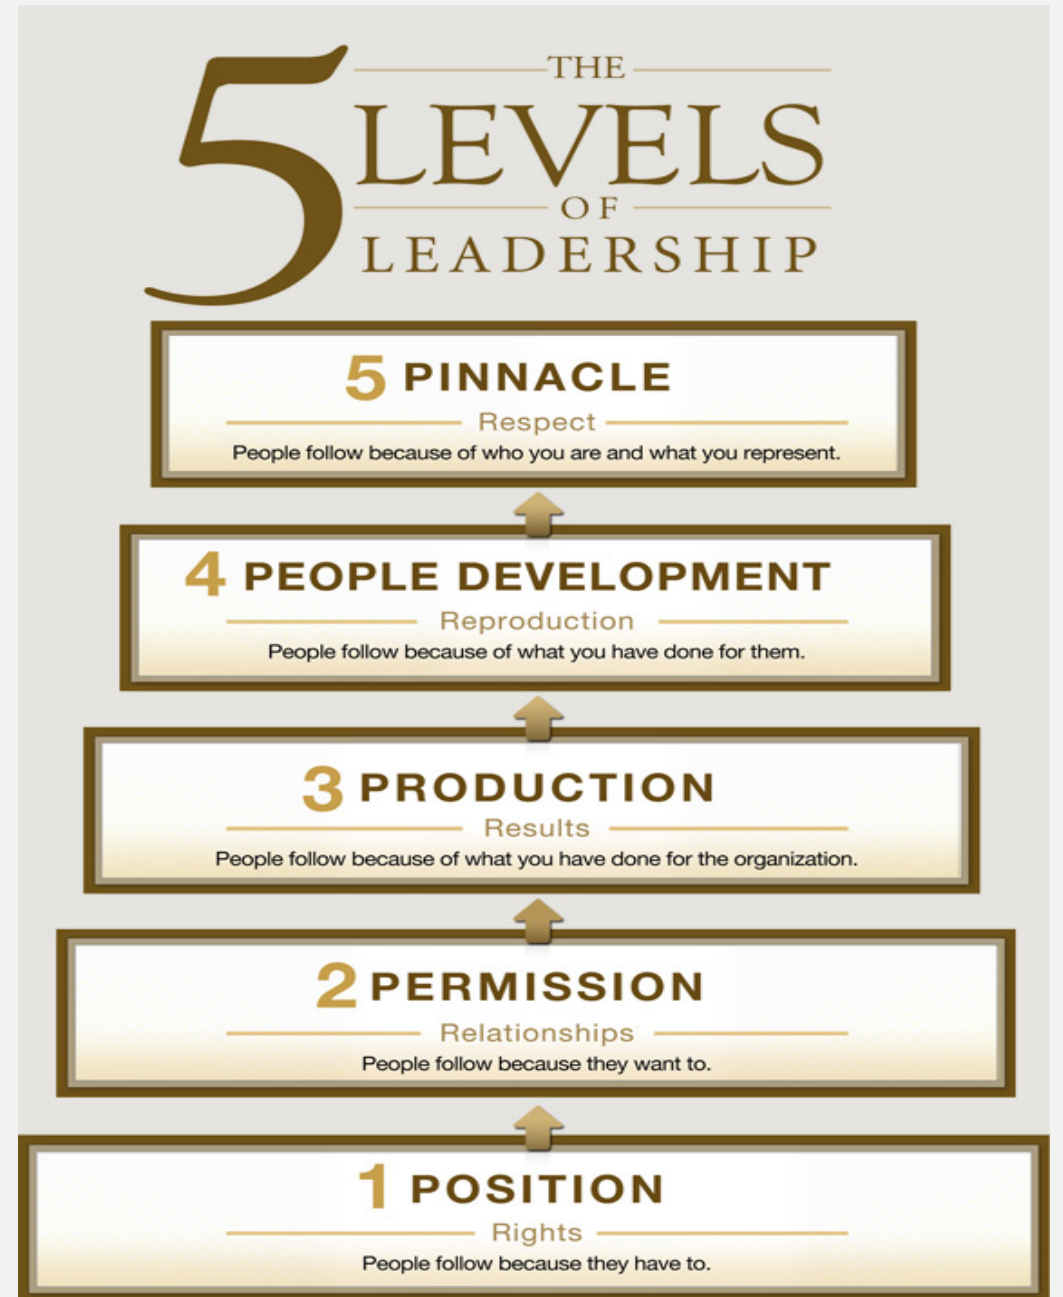 THE
5 LEVELS
OF
LEADERSHIP
5 PINNACLE
Respect
People follow because of who you are and what you represent.
4 PEOPLE DEVELOPMENT
Reproduction
People follow because of what you have done for them.
3 PRODUCTION
Results
People follow because of what you have done for the organization.
2 PERMISSION
Relationships
People follow because they want to.
1 POSITION
Rights
People follow because they have to.